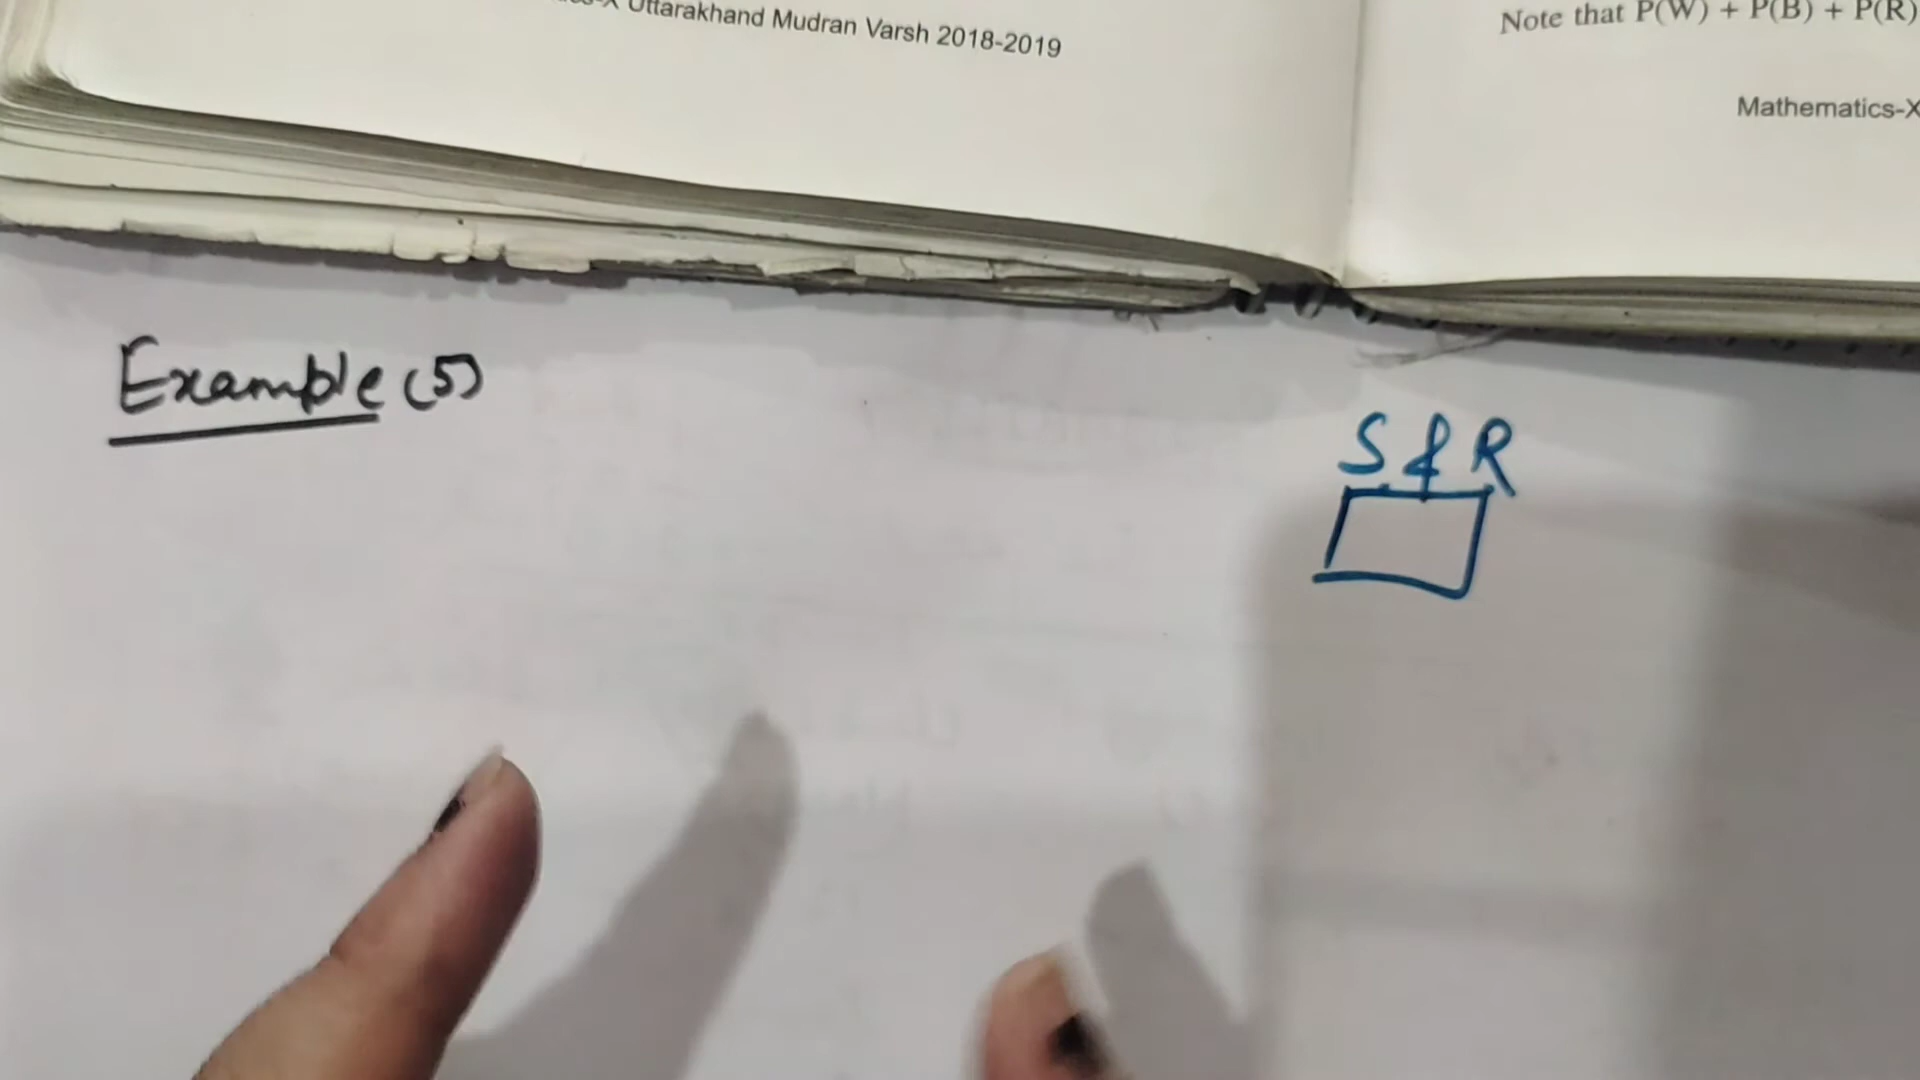 Uttarakhand Mudran Varsh 2018-2019
Note that P(W) + P(B) + P(R)
Mathematics-X
Example (5)
S & R